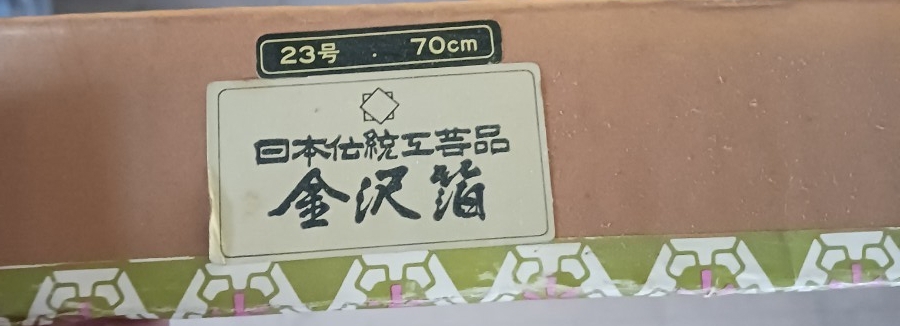 23号 . 70cm
日本伝統工芸品
金沢箔